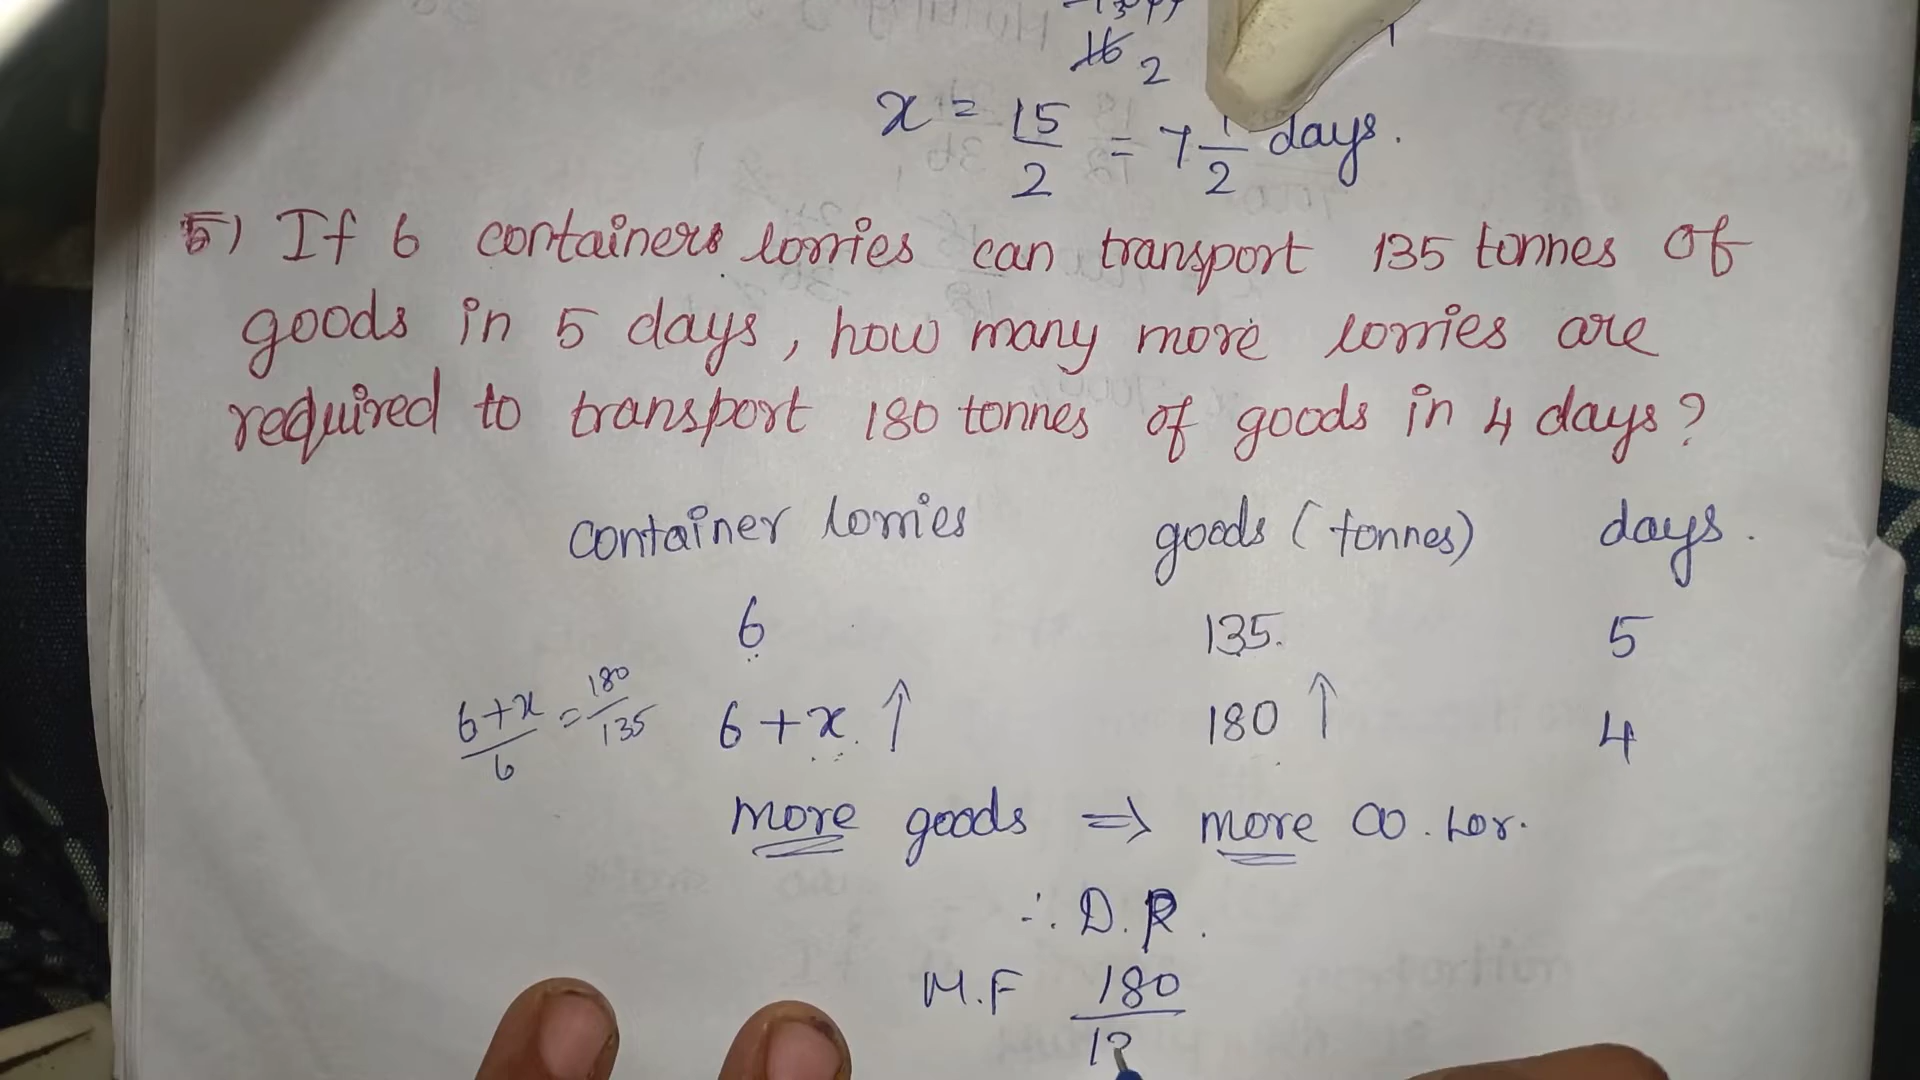 16 2
x = 15/2 = 7 1/2 days.
5) If 6 containers lorries can transport 135 tonnes of
goods in 5 days, how many more lorries are
required to transport 180 tonnes of goods in 4 days?
container lorries goods (tonnes) days.
6 135. 5
6+x/6 = 180/135 6+x ↑ 180 ↑ 4
more goods ⇒ more co. lor.
∴ D.P.
M.F 180